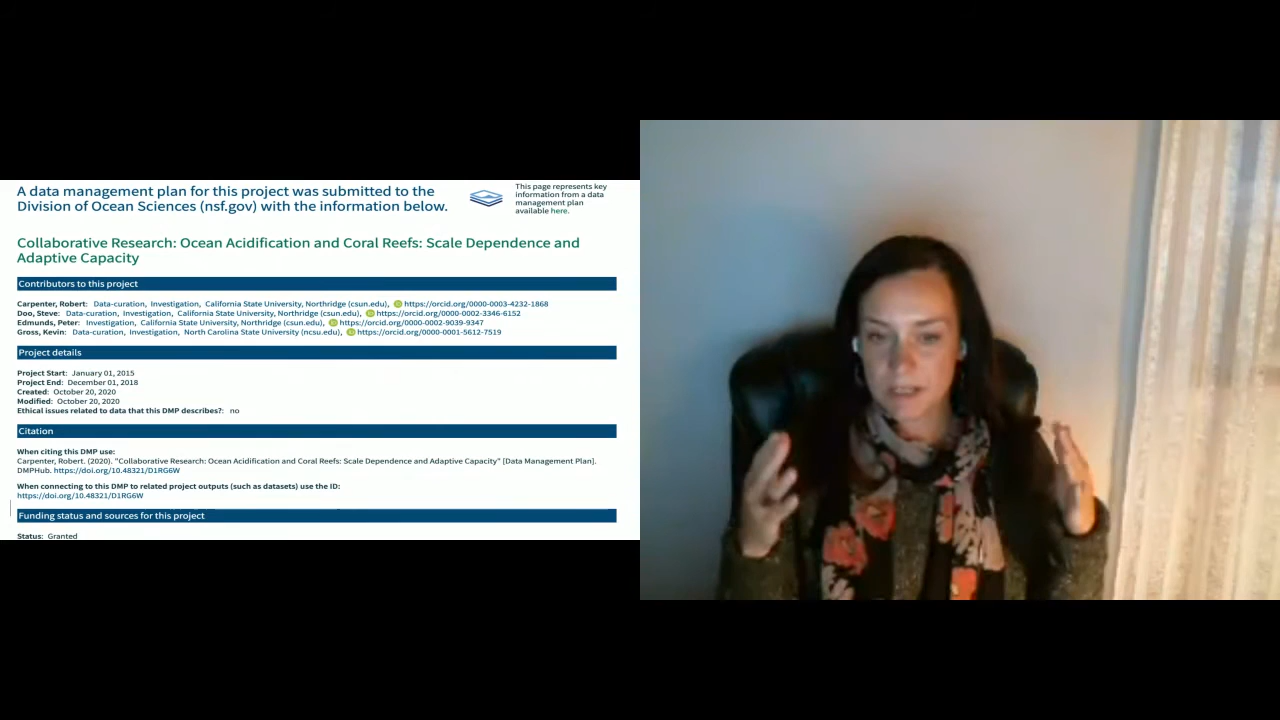 A data management plan for this project was submitted to the
Division of Ocean Sciences (nsf.gov) with the information below.
This page represents key
information from a data
management plan
available here.
Collaborative Research: Ocean Acidification and Coral Reefs: Scale Dependence and
Adaptive Capacity
Contributors to this project
Carpenter, Robert: Data-curation, Investigation, California State University, Northridge (csun.edu), https://orcid.org/0000-0003-4232-1868
Doo, Steve: Data-curation, Investigation, California State University, Northridge (csun.edu), https://orcid.org/0000-0002-3346-6152
Edmunds, Peter: Investigation, California State University, Northridge (csun.edu), https://orcid.org/0000-0002-9039-9347
Gross, Kevin: Data-curation, Investigation, North Carolina State University (ncsu.edu), https://orcid.org/0000-0001-5612-7519
Project details
Project Start: January 01, 2015
Project End: December 01, 2018
Created: October 20, 2020
Modified: October 20, 2020
Ethical issues related to data that this DMP describes?: no
Citation
When citing this DMP use:
Carpenter, Robert. (2020). "Collaborative Research: Ocean Acidification and Coral Reefs: Scale Dependence and Adaptive Capacity" [Data Management Plan].
DMPHub. https://doi.org/10.48321/D1RG6W
When connecting to this DMP to related project outputs (such as datasets) use the ID:
https://doi.org/10.48321/D1RG6W
Funding status and sources for this project
Status: Granted